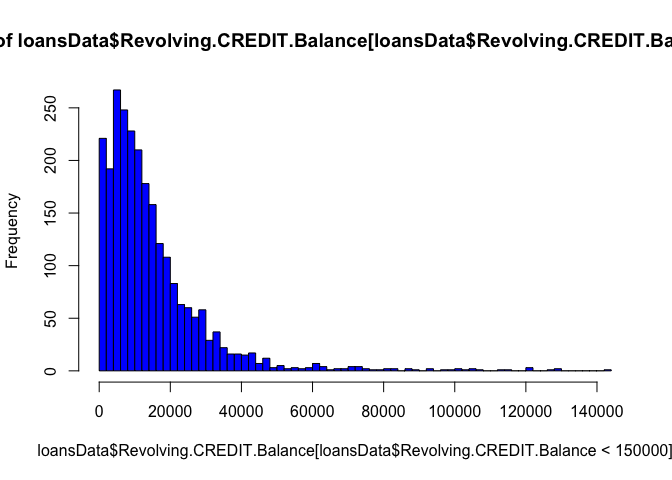 of loansData$Revolving.CREDIT.Balance[loansData$Revolving.CREDIT.Ba
Frequency
250
200
150
100
50
0
0 20000 40000 60000 80000 100000 120000 140000
loansData$Revolving.CREDIT.Balance[loansData$Revolving.CREDIT.Balance < 150000]